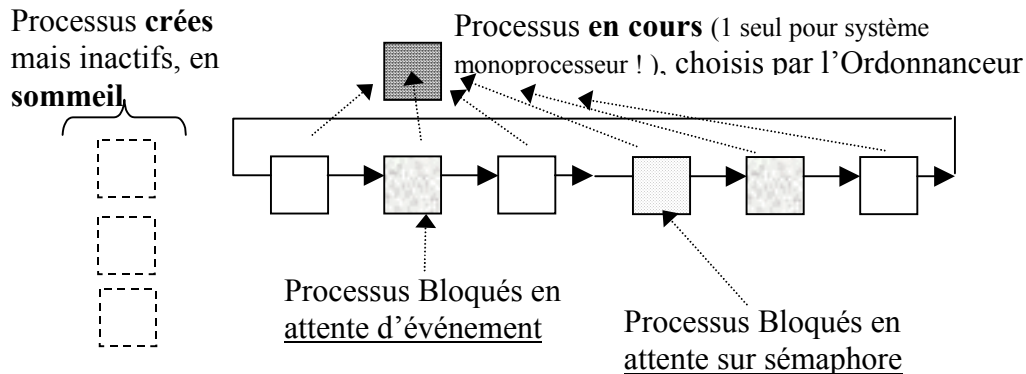 Processus crées
mais inactifs, en
sommeil
Processus en cours (1 seul pour système
monoprocesseur ! ), choisis par l’Ordonnanceur
Processus Bloqués en
attente d’événement
Processus Bloqués en
attente sur sémaphore